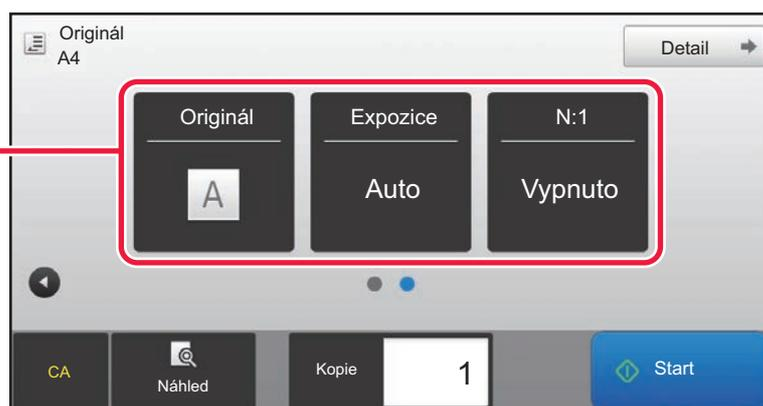 Originál
A4
Detail
Originál
Expozice
N:1
A
Auto
Vypnuto
CA
Náhled
Kopie
1
Start